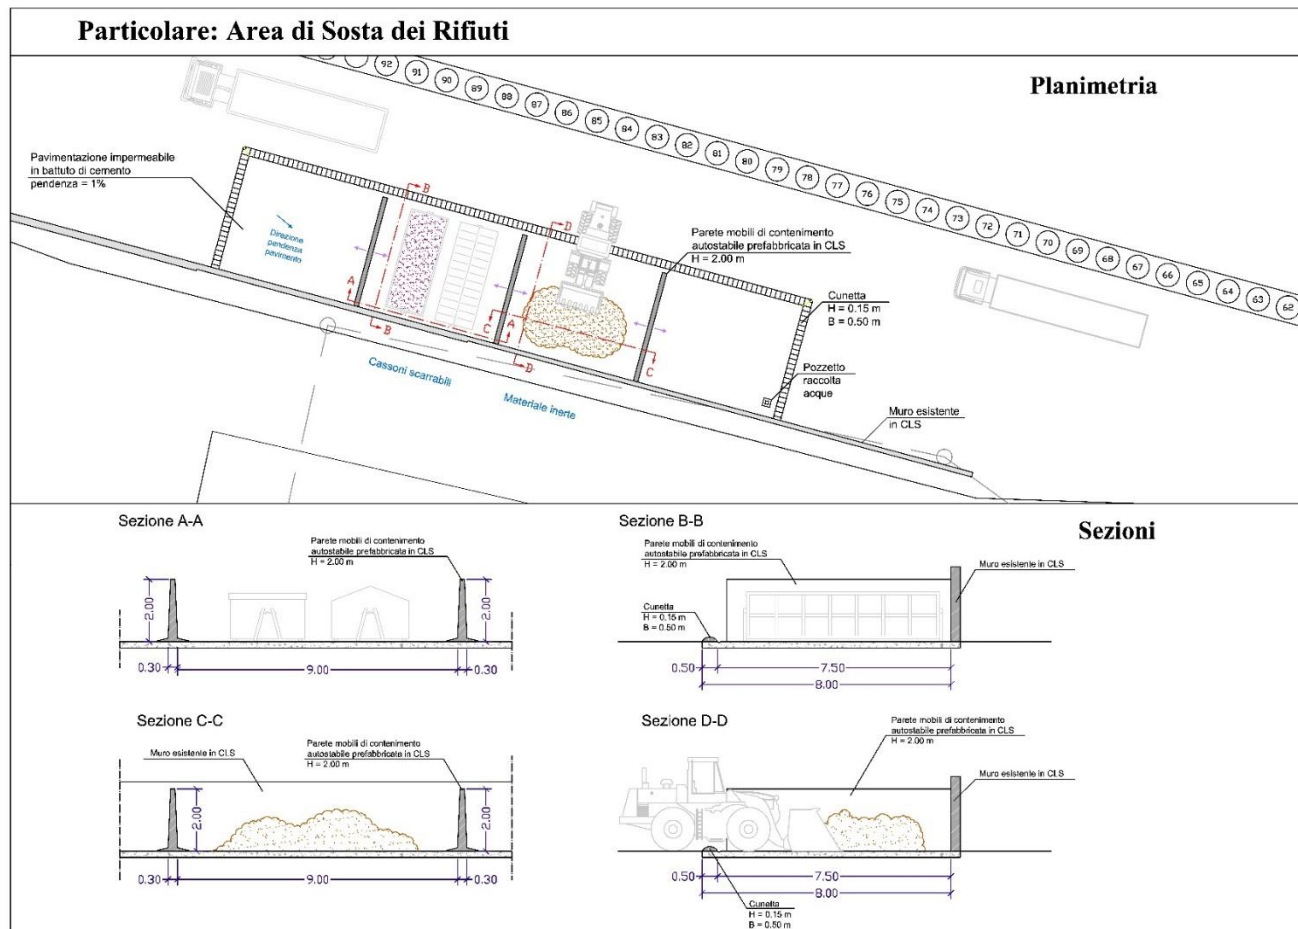 Particolare: Area di Sosta dei Rifiuti
Planimetria
92
91
90
89
88
87
86
85
84
83
82
81
80
79
78
77
76
75
74
73
72
71
70
69
68
67
66
65
64
63
62
Pavimentazione impermeabile
in battuto di cemento
pendenza = 1%
Direzione
pendenza
pavimento
B
D
A
B
C
A
D
C
Parete mobili di contenimento
autostabile prefabbricata in CLS
H = 2.00 m
Cunetta
H = 0.15 m
B = 0.50 m
Pozzetto
raccolta
acque
Muro esistente
in CLS
Cassoni scarrabili
Materiale inerte
Sezioni
Sezione A-A
Parete mobili di contenimento
autostabile prefabbricata in CLS
H = 2.00 m
2.00
2.00
0.30
9.00
0.30
Sezione B-B
Parete mobili di contenimento
autostabile prefabbricata in CLS
H = 2.00 m
Muro esistente in CLS
Cunetta
H = 0.15 m
B = 0.50 m
0.50
7.50
8.00
Sezione C-C
Muro esistente in CLS
Parete mobili di contenimento
autostabile prefabbricata in CLS
H = 2.00 m
2.00
2.00
0.30
9.00
0.30
Sezione D-D
Parete mobili di contenimento
autostabile prefabbricata in CLS
H = 2.00 m
Muro esistente in CLS
0.50
7.50
8.00
Cunetta
H = 0.15 m
B = 0.50 m